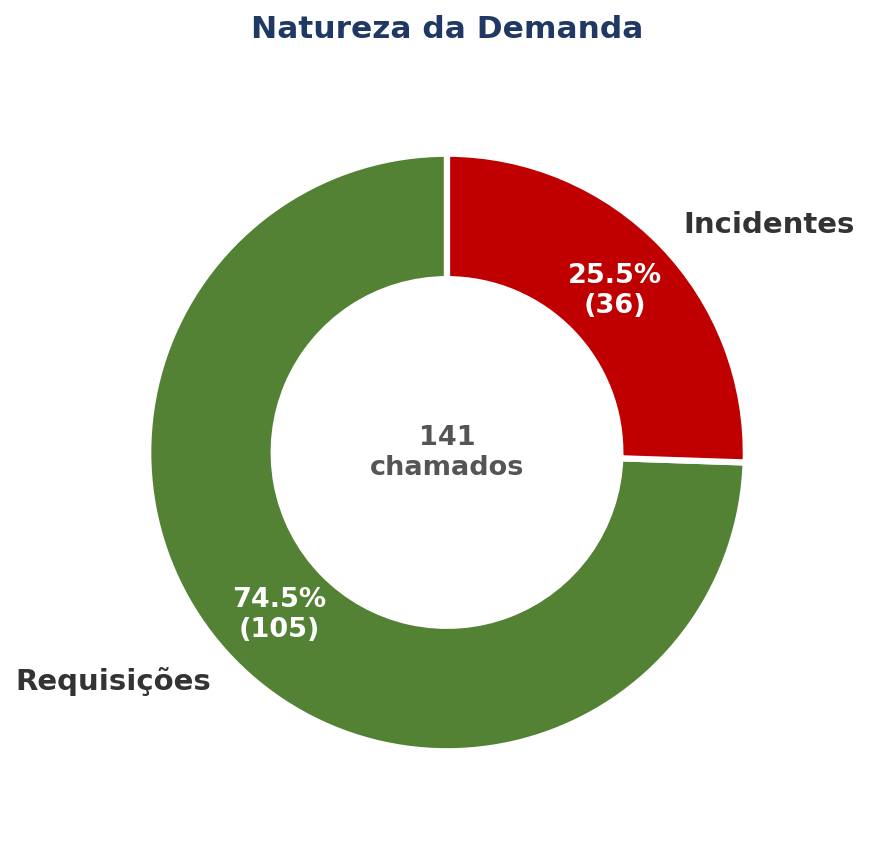 Natureza da Demanda
Incidentes
25.5%
(36)
141
chamados
74.5%
(105)
Requisições